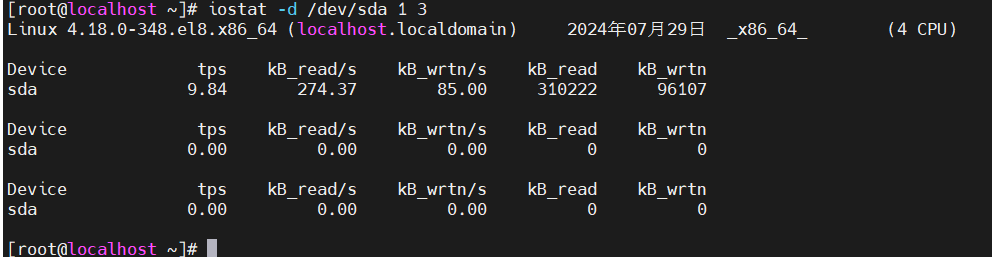 [root@localhost ~]# iostat -d /dev/sda 1 3
Linux 4.18.0-348.el8.x86_64 (localhost.localdomain)     2024年07月29日  _x86_64_        (4 CPU)
Device             tps    kB_read/s    kB_wrtn/s    kB_read    kB_wrtn
sda               9.84       274.37        85.00     310222      96107
Device             tps    kB_read/s    kB_wrtn/s    kB_read    kB_wrtn
sda               0.00         0.00         0.00          0          0
Device             tps    kB_read/s    kB_wrtn/s    kB_read    kB_wrtn
sda               0.00         0.00         0.00          0          0
[root@localhost ~]#